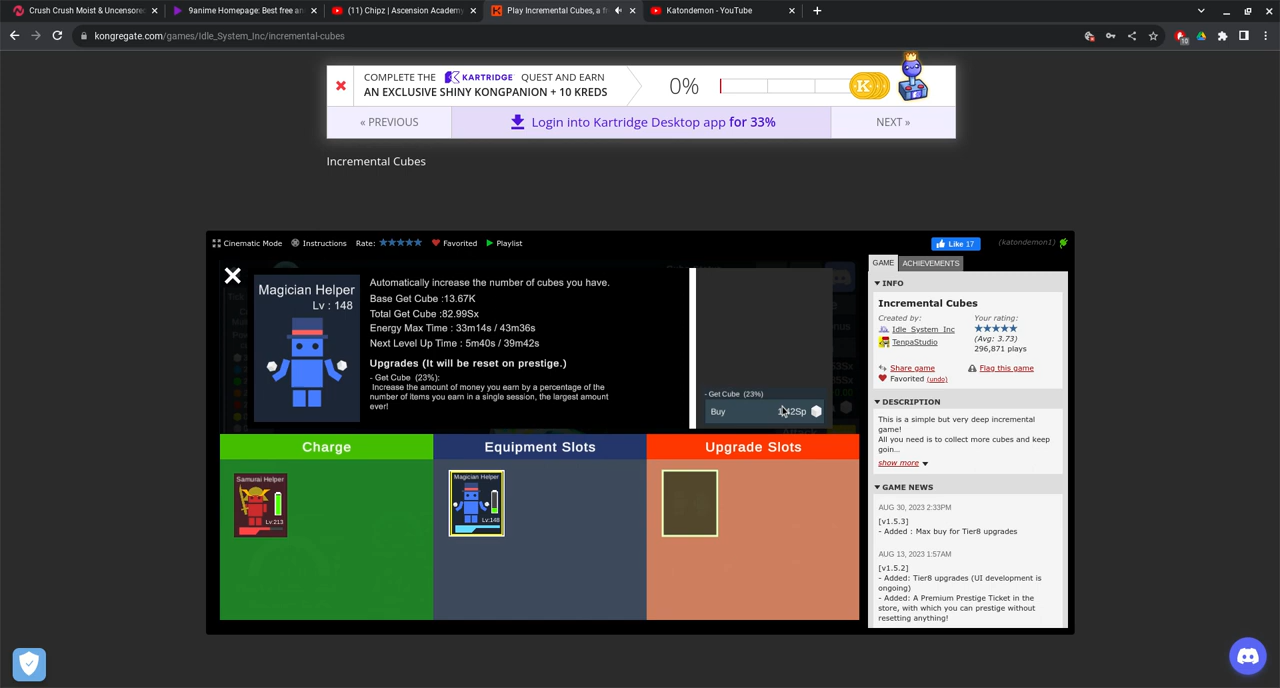 Crush Crush Moist & Uncensored
9anime Homepage: Best free an
(11) Chipz | Ascension Academy
Play Incremental Cubes, a f
Katondemon - YouTube
kongregate.com/games/Idle_System_Inc/incremental-cubes
10
COMPLETE THE KARTRIDGE QUEST AND EARN
AN EXCLUSIVE SHINY KONGPANION + 10 KREDS
0%
K
« PREVIOUS
Login into Kartridge Desktop app for 33%
NEXT »
Incremental Cubes
Cinematic Mode
Instructions
Rate:
Favorited
Playlist
Like 17
(katondemon1)
Magician Helper
Lv : 148
Automatically increase the number of cubes you have.
Base Get Cube :13.67K
Total Get Cube :82.99Sx
Energy Max Time : 33m14s / 43m36s
Next Level Up Time : 5m40s / 39m42s
Upgrades (It will be reset on prestige.)
- Get Cube (23%):
Increase the amount of money you earn by a percentage of the
number of items you earn in a single session, the largest amount
ever!
- Get Cube (23%)
Buy
Charge
Equipment Slots
Upgrade Slots
Samurai Helper
Lv:213
Magician Helper
Lv:148
GAME
ACHIEVEMENTS
INFO
Incremental Cubes
Created by:
Idle_System_Inc
TenpaStudio
Your rating:
(Avg: 3.73)
296,871 plays
Share game
Favorited (undo)
Flag this game
DESCRIPTION
This is a simple but very deep incremental
game!
All you need is to collect more cubes and keep
goin...
show more
GAME NEWS
AUG 30, 2023 2:33PM
[v1.5.3]
- Added : Max buy for Tier8 upgrades
AUG 13, 2023 1:57AM
[v1.5.2]
- Added: Tier8 upgrades (UI development is
ongoing)
- Added: A Premium Prestige Ticket in the
store, with which you can prestige without
resetting anything!